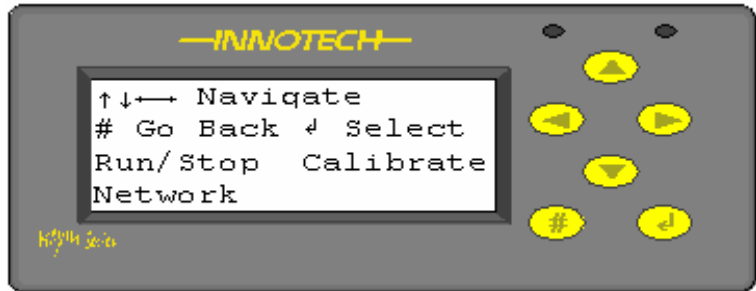 INNOTECH
↑↓←→ Navigate
# Go Back ↲ Select
Run/Stop Calibrate
Network
#